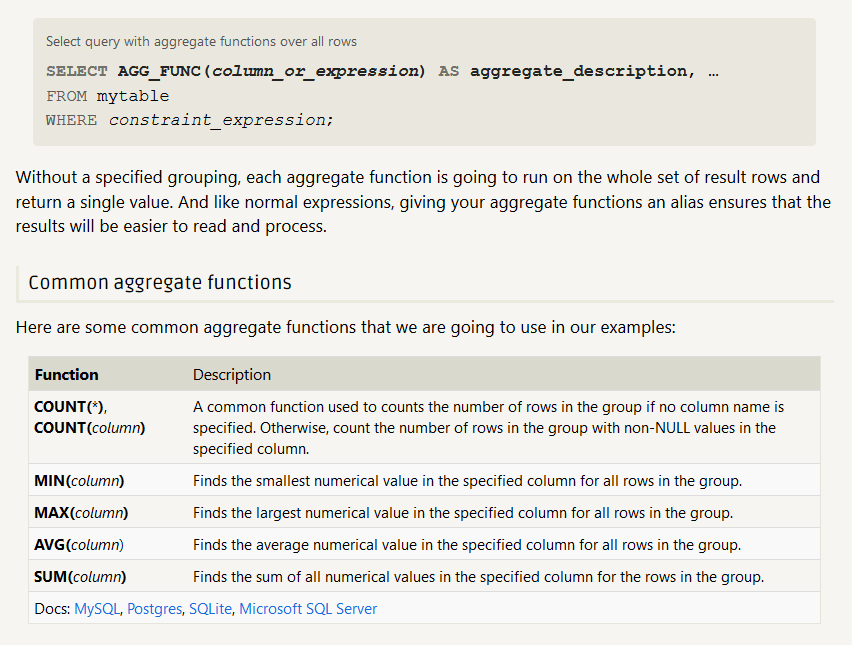 Select query with aggregate functions over all rows
SELECT AGG_FUNC(column_or_expression) AS aggregate_description, …
FROM mytable
WHERE constraint_expression;
Without a specified grouping, each aggregate function is going to run on the whole set of result rows and
return a single value. And like normal expressions, giving your aggregate functions an alias ensures that the
results will be easier to read and process.
Common aggregate functions
Here are some common aggregate functions that we are going to use in our examples:
Function Description
COUNT(*), A common function used to counts the number of rows in the group if no column name is
COUNT(column) specified. Otherwise, count the number of rows in the group with non-NULL values in the
specified column.
MIN(column) Finds the smallest numerical value in the specified column for all rows in the group.
MAX(column) Finds the largest numerical value in the specified column for all rows in the group.
AVG(column) Finds the average numerical value in the specified column for all rows in the group.
SUM(column) Finds the sum of all numerical values in the specified column for the rows in the group.
Docs: MySQL, Postgres, SQLite, Microsoft SQL Server